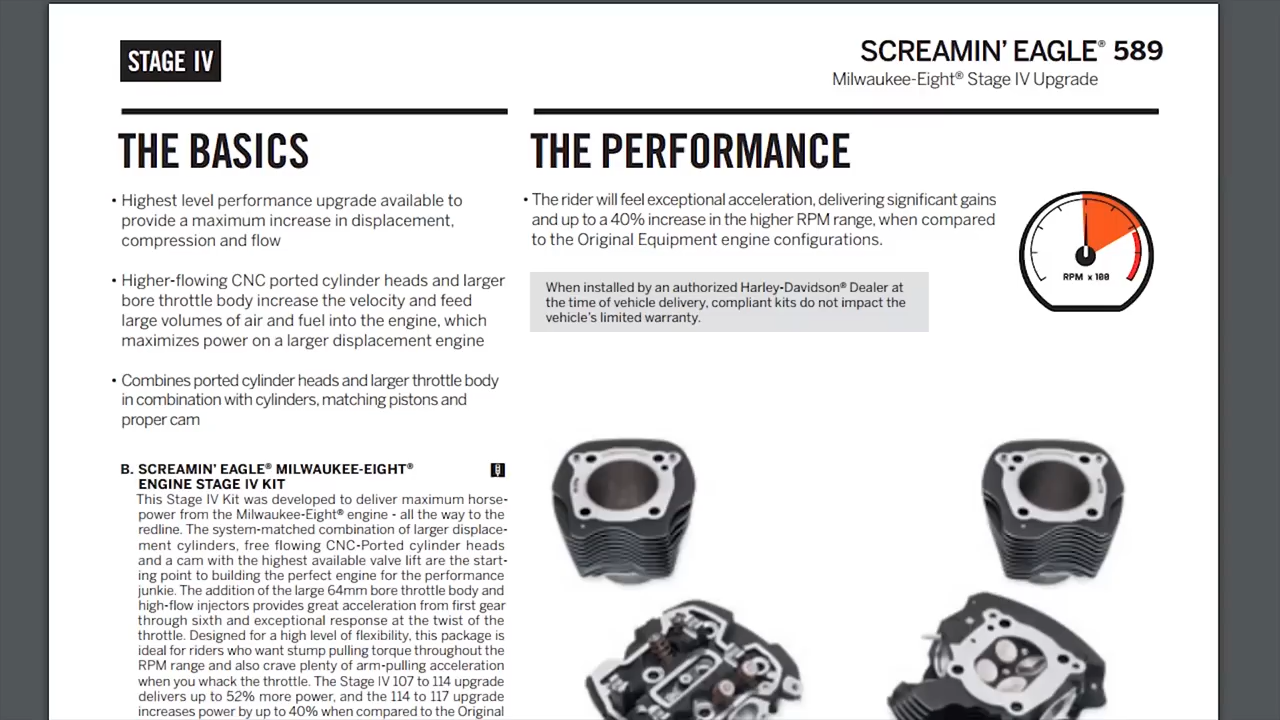 STAGE IV
SCREAMIN' EAGLE® 589
Milwaukee-Eight® Stage IV Upgrade
THE BASICS
• Highest level performance upgrade available to
provide a maximum increase in displacement,
compression and flow
• Higher-flowing CNC ported cylinder heads and larger
bore throttle body increase the velocity and feed
large volumes of air and fuel into the engine, which
maximizes power on a larger displacement engine
• Combines ported cylinder heads and larger throttle body
in combination with cylinders, matching pistons and
proper cam
B. SCREAMIN' EAGLE® MILWAUKEE-EIGHT®
ENGINE STAGE IV KIT
This Stage IV Kit was developed to deliver maximum horse-
power from the Milwaukee-Eight® engine - all the way to the
redline. The system-matched combination of larger displace-
ment cylinders, free flowing CNC-Ported cylinder heads
and a cam with the highest available valve lift are the start-
ing point to building the perfect engine for the performance
junkie. The addition of the large 64mm bore throttle body and
high-flow injectors provides great acceleration from first gear
through sixth and exceptional response at the twist of the
throttle. Designed for a high level of flexibility, this package is
ideal for riders who want stump pulling torque throughout the
RPM range and also crave plenty of arm-pulling acceleration
when you whack the throttle. The Stage IV 107 to 114 upgrade
delivers up to 52% more power, and the 114 to 117 upgrade
increases power by up to 40% when compared to the Original
THE PERFORMANCE
• The rider will feel exceptional acceleration, delivering significant gains
and up to a 40% increase in the higher RPM range, when compared
to the Original Equipment engine configurations.
When installed by an authorized Harley-Davidson® Dealer at
the time of vehicle delivery, compliant kits do not impact the
vehicle's limited warranty.
RPM x 100